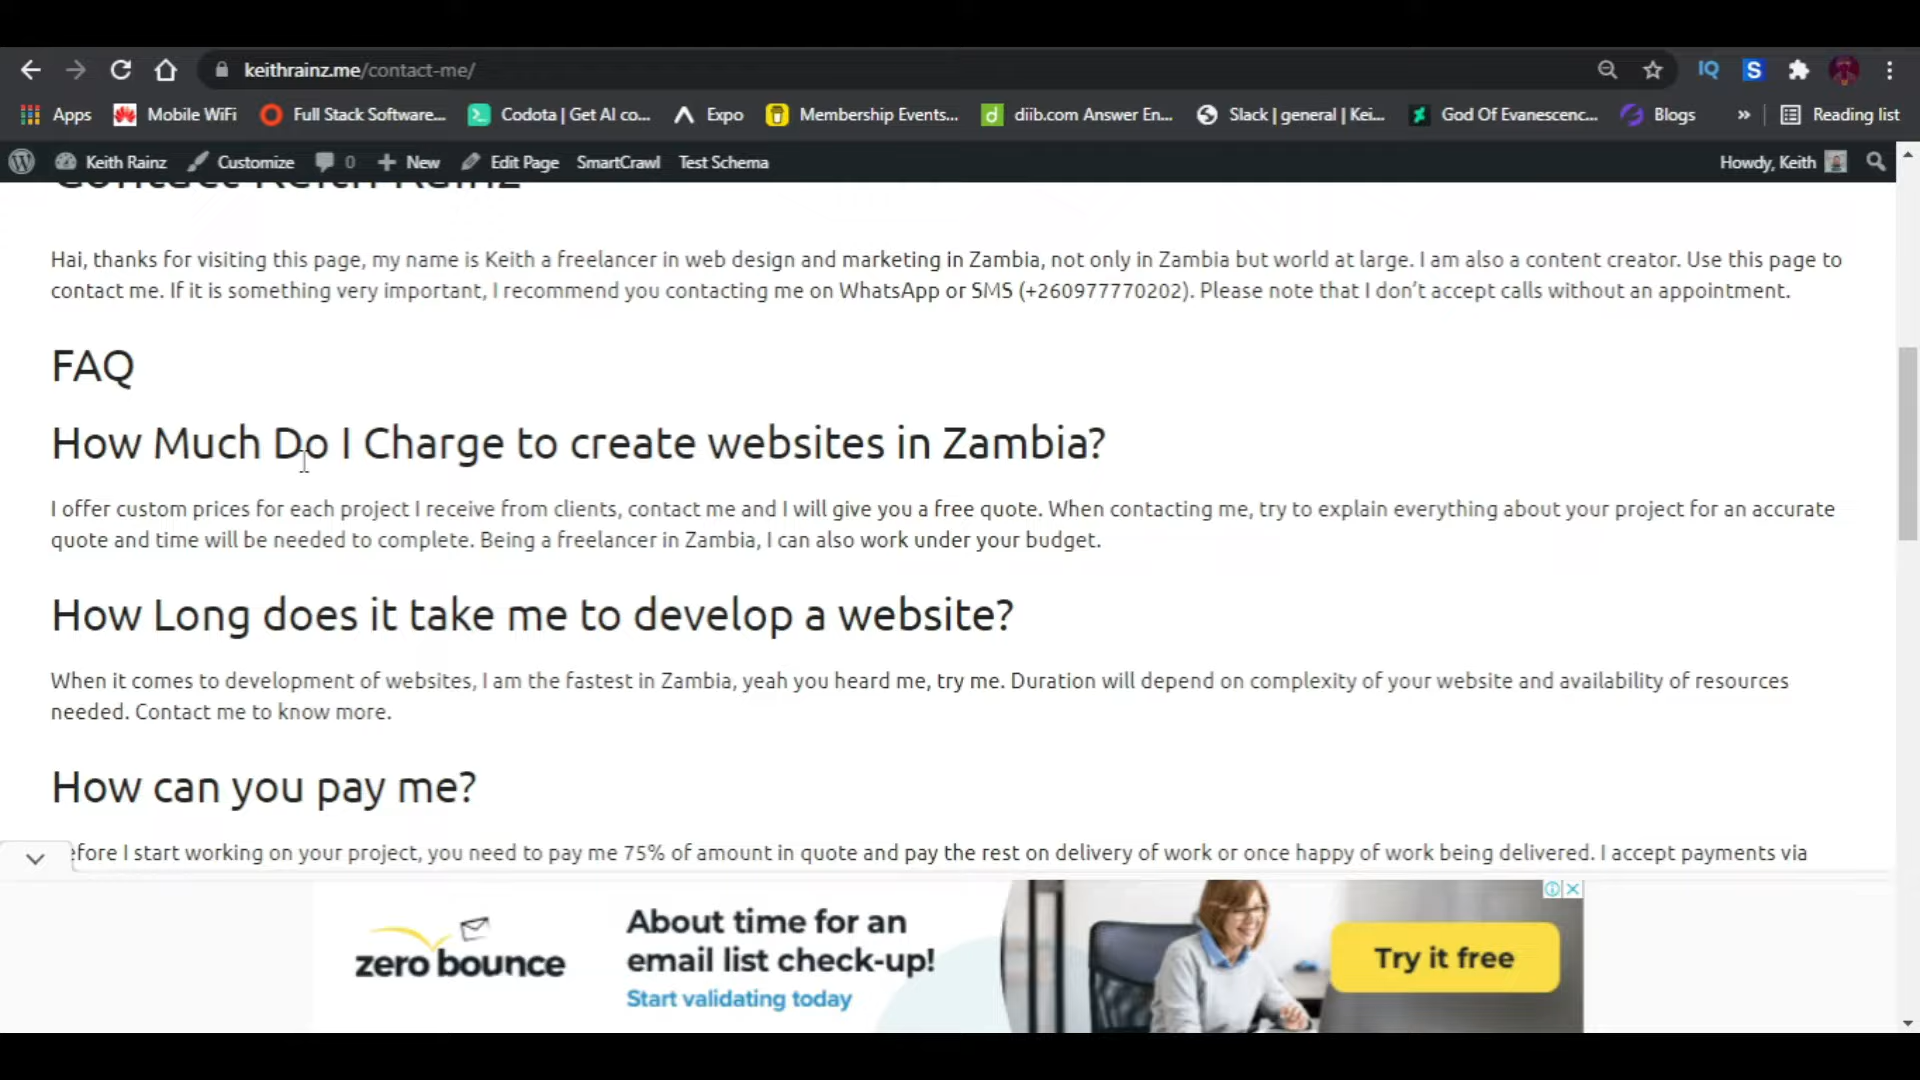 keithrainz.me/contact-me/
IQ S
Apps Mobile WiFi Full Stack Software... Codota | Get AI co... Expo Membership Events... diib.com Answer En... Slack | general | Kei... God Of Evanescenc... Blogs » Reading list
Keith Rainz Customize 0 New Edit Page SmartCrawl Test Schema Howdy, Keith
Contact Keith Rainz
Hai, thanks for visiting this page, my name is Keith a freelancer in web design and marketing in Zambia, not only in Zambia but world at large. I am also a content creator. Use this page to
contact me. If it is something very important, I recommend you contacting me on WhatsApp or SMS (+260977770202). Please note that I don’t accept calls without an appointment.
FAQ
How Much Do I Charge to create websites in Zambia?
I offer custom prices for each project I receive from clients, contact me and I will give you a free quote. When contacting me, try to explain everything about your project for an accurate
quote and time will be needed to complete. Being a freelancer in Zambia, I can also work under your budget.
How Long does it take me to develop a website?
When it comes to development of websites, I am the fastest in Zambia, yeah you heard me, try me. Duration will depend on complexity of your website and availability of resources
needed. Contact me to know more.
How can you pay me?
efore I start working on your project, you need to pay me 75% of amount in quote and pay the rest on delivery of work or once happy of work being delivered. I accept payments via
zero bounce
About time for an
email list check-up!
Start validating today
Try it free